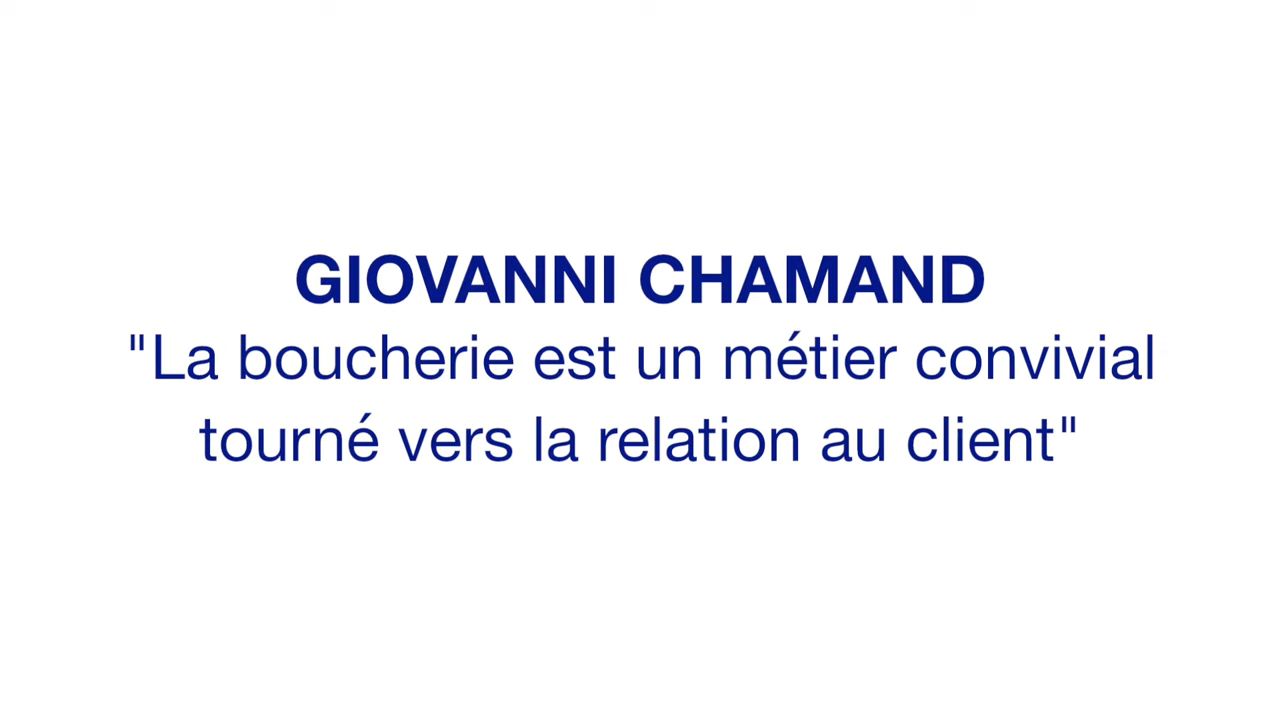 GIOVANNI CHAMAND
"La boucherie est un métier convivial
tourné vers la relation au client"